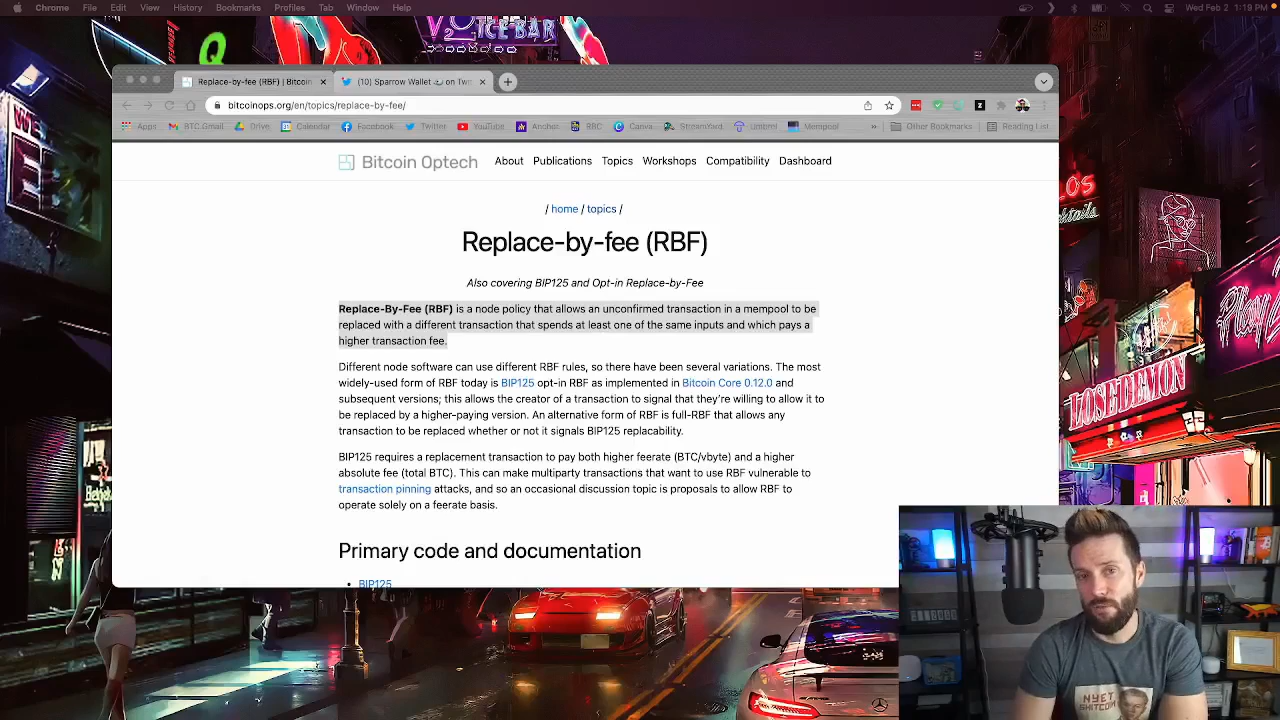 Chrome File Edit View History Bookmarks Profiles Tab Window Help
Wed Feb 2 1:19 PM
ICE BAR
Q
WE
Replace-by-fee (RBF) | Bitcoin
(10) Sparrow Wallet on Twi
bitcoinops.org/en/topics/replace-by-fee/
Apps BTC Gmail Drive Calendar Facebook Twitter YouTube Anchor RBC Canva StreamYard umbrel Mempool » Other Bookmarks Reading List
Bitcoin Optech About Publications Topics Workshops Compatibility Dashboard
/ home / topics /
Replace-by-fee (RBF)
Also covering BIP125 and Opt-in Replace-by-Fee
Replace-By-Fee (RBF) is a node policy that allows an unconfirmed transaction in a mempool to be
replaced with a different transaction that spends at least one of the same inputs and which pays a
higher transaction fee.
Different node software can use different RBF rules, so there have been several variations. The most
widely-used form of RBF today is BIP125 opt-in RBF as implemented in Bitcoin Core 0.12.0 and
subsequent versions; this allows the creator of a transaction to signal that they're willing to allow it to
be replaced by a higher-paying version. An alternative form of RBF is full-RBF that allows any
transaction to be replaced whether or not it signals BIP125 replacability.
BIP125 requires a replacement transaction to pay both higher feerate (BTC/vbyte) and a higher
absolute fee (total BTC). This can make multiparty transactions that want to use RBF vulnerable to
transaction pinning attacks, and so an occasional discussion topic is proposals to allow RBF to
operate solely on a feerate basis.
Primary code and documentation
• BIP125
LOS
Cocktails
Play
LOSE DEMON
NYET
SHITCOIN